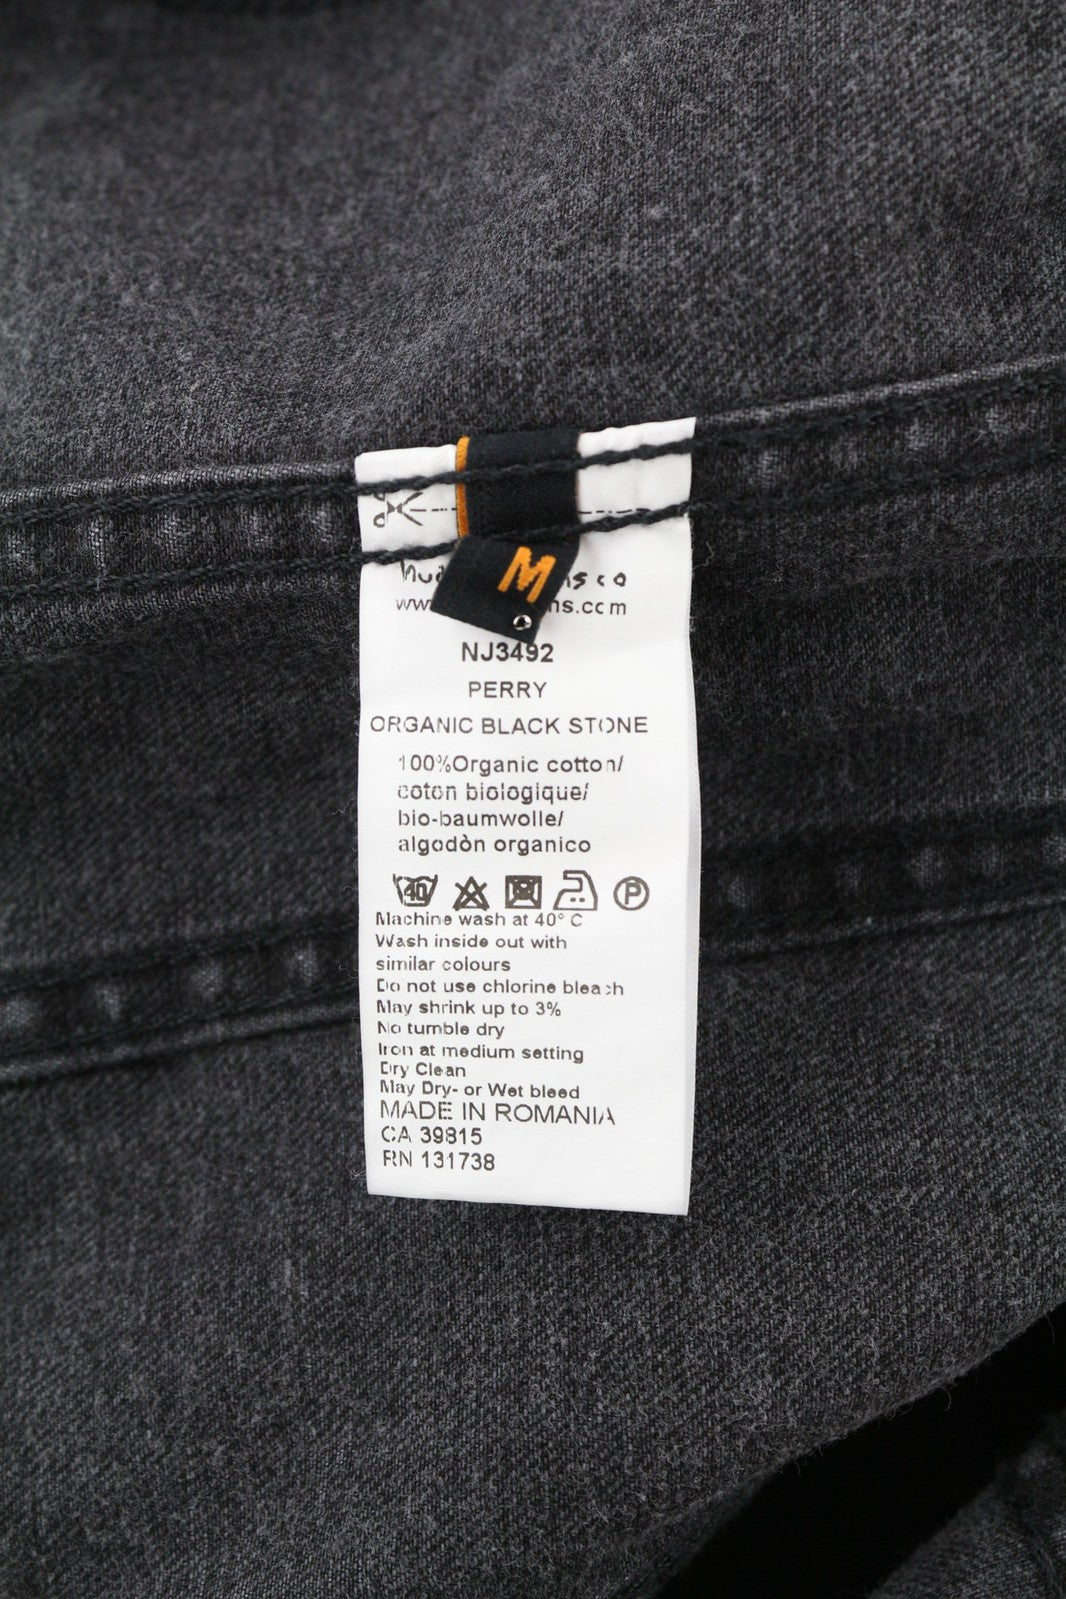 M
NJ3492
PERRY
ORGANIC BLACK STONE
100%Organic cotton/
coton biologique/
bio-baumwolle/
algodòn organico
40 P
Machine wash at 40° C
Wash inside out with
similar colours
Do not use chlorine bleach
May shrink up to 3%
No tumble dry
Iron at medium setting
Dry Clean
May Dry- or Wet bleed
MADE IN ROMANIA
CA 39815
RN 131738